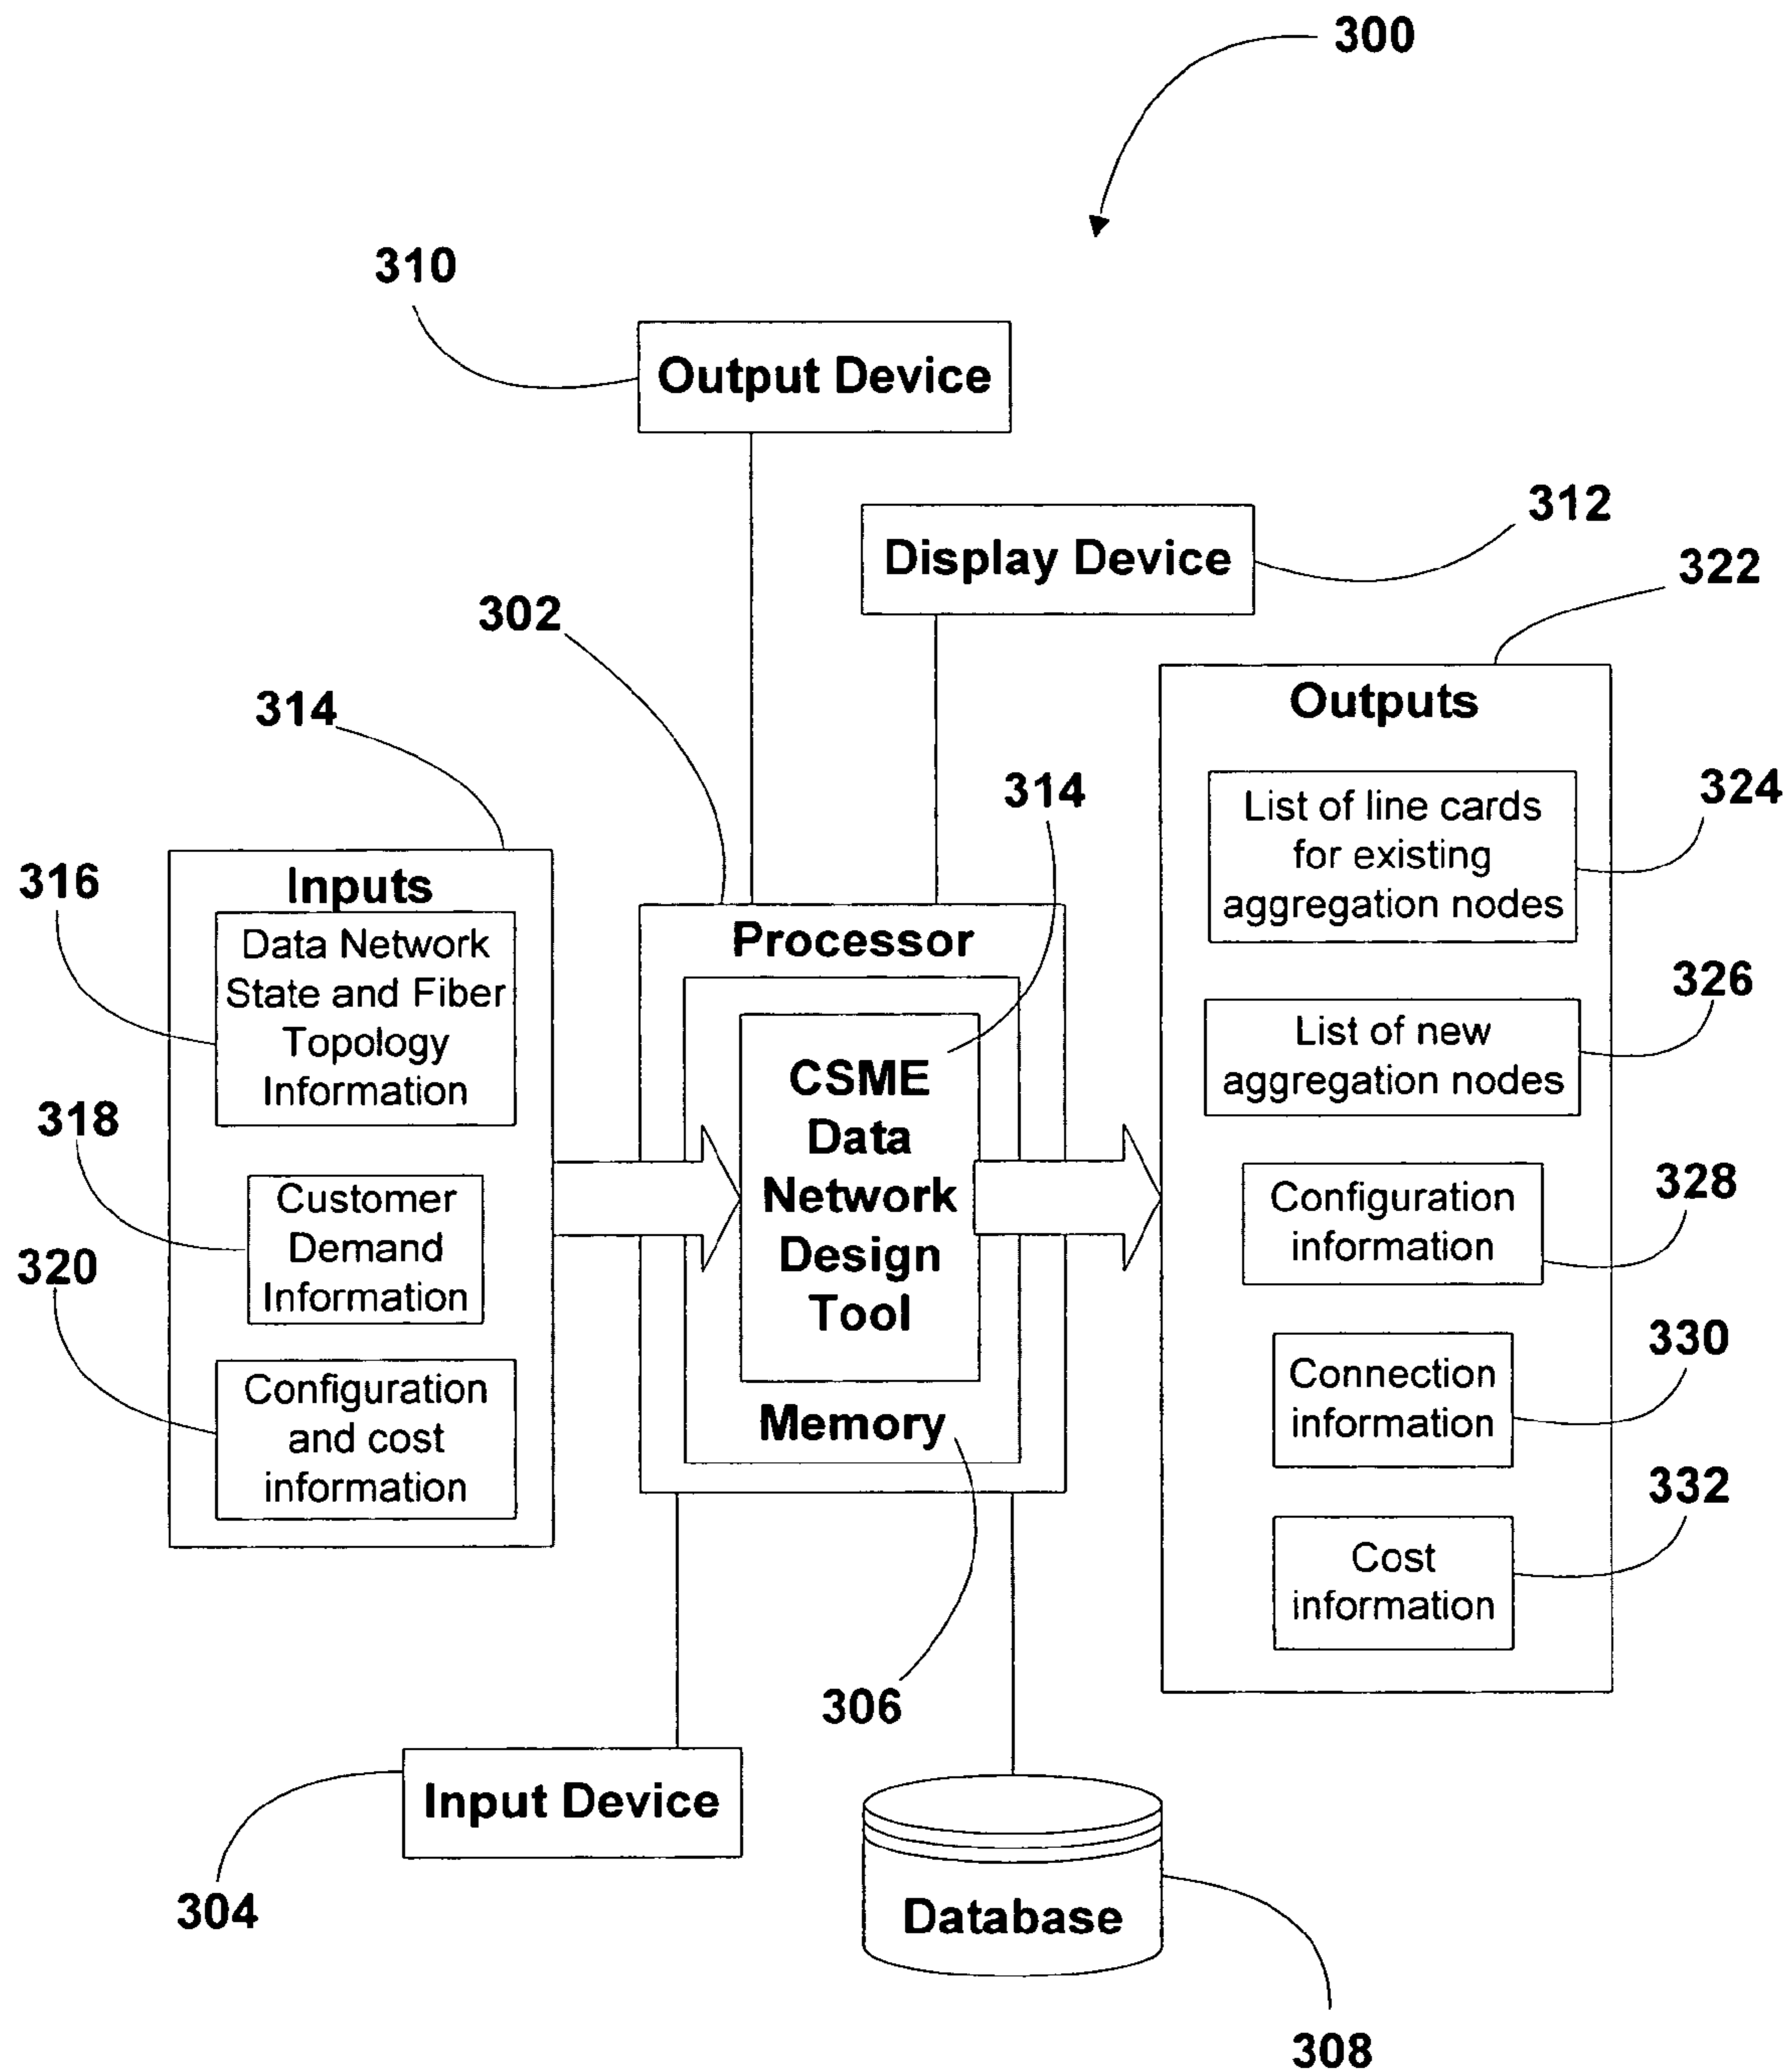 300
310
Output Device
312
Display Device
322
302
Outputs
314
314
324
List of line cards
for existing
aggregation nodes
316
Inputs
Data Network
State and Fiber
Topology
Information
Processor
CSME
Data
Network
Design
Tool
Memory
326
List of new
aggregation nodes
318
Customer
Demand
Information
328
Configuration
information
320
Configuration
and cost
information
330
Connection
information
332
Cost
information
306
Input Device
304
Database
308